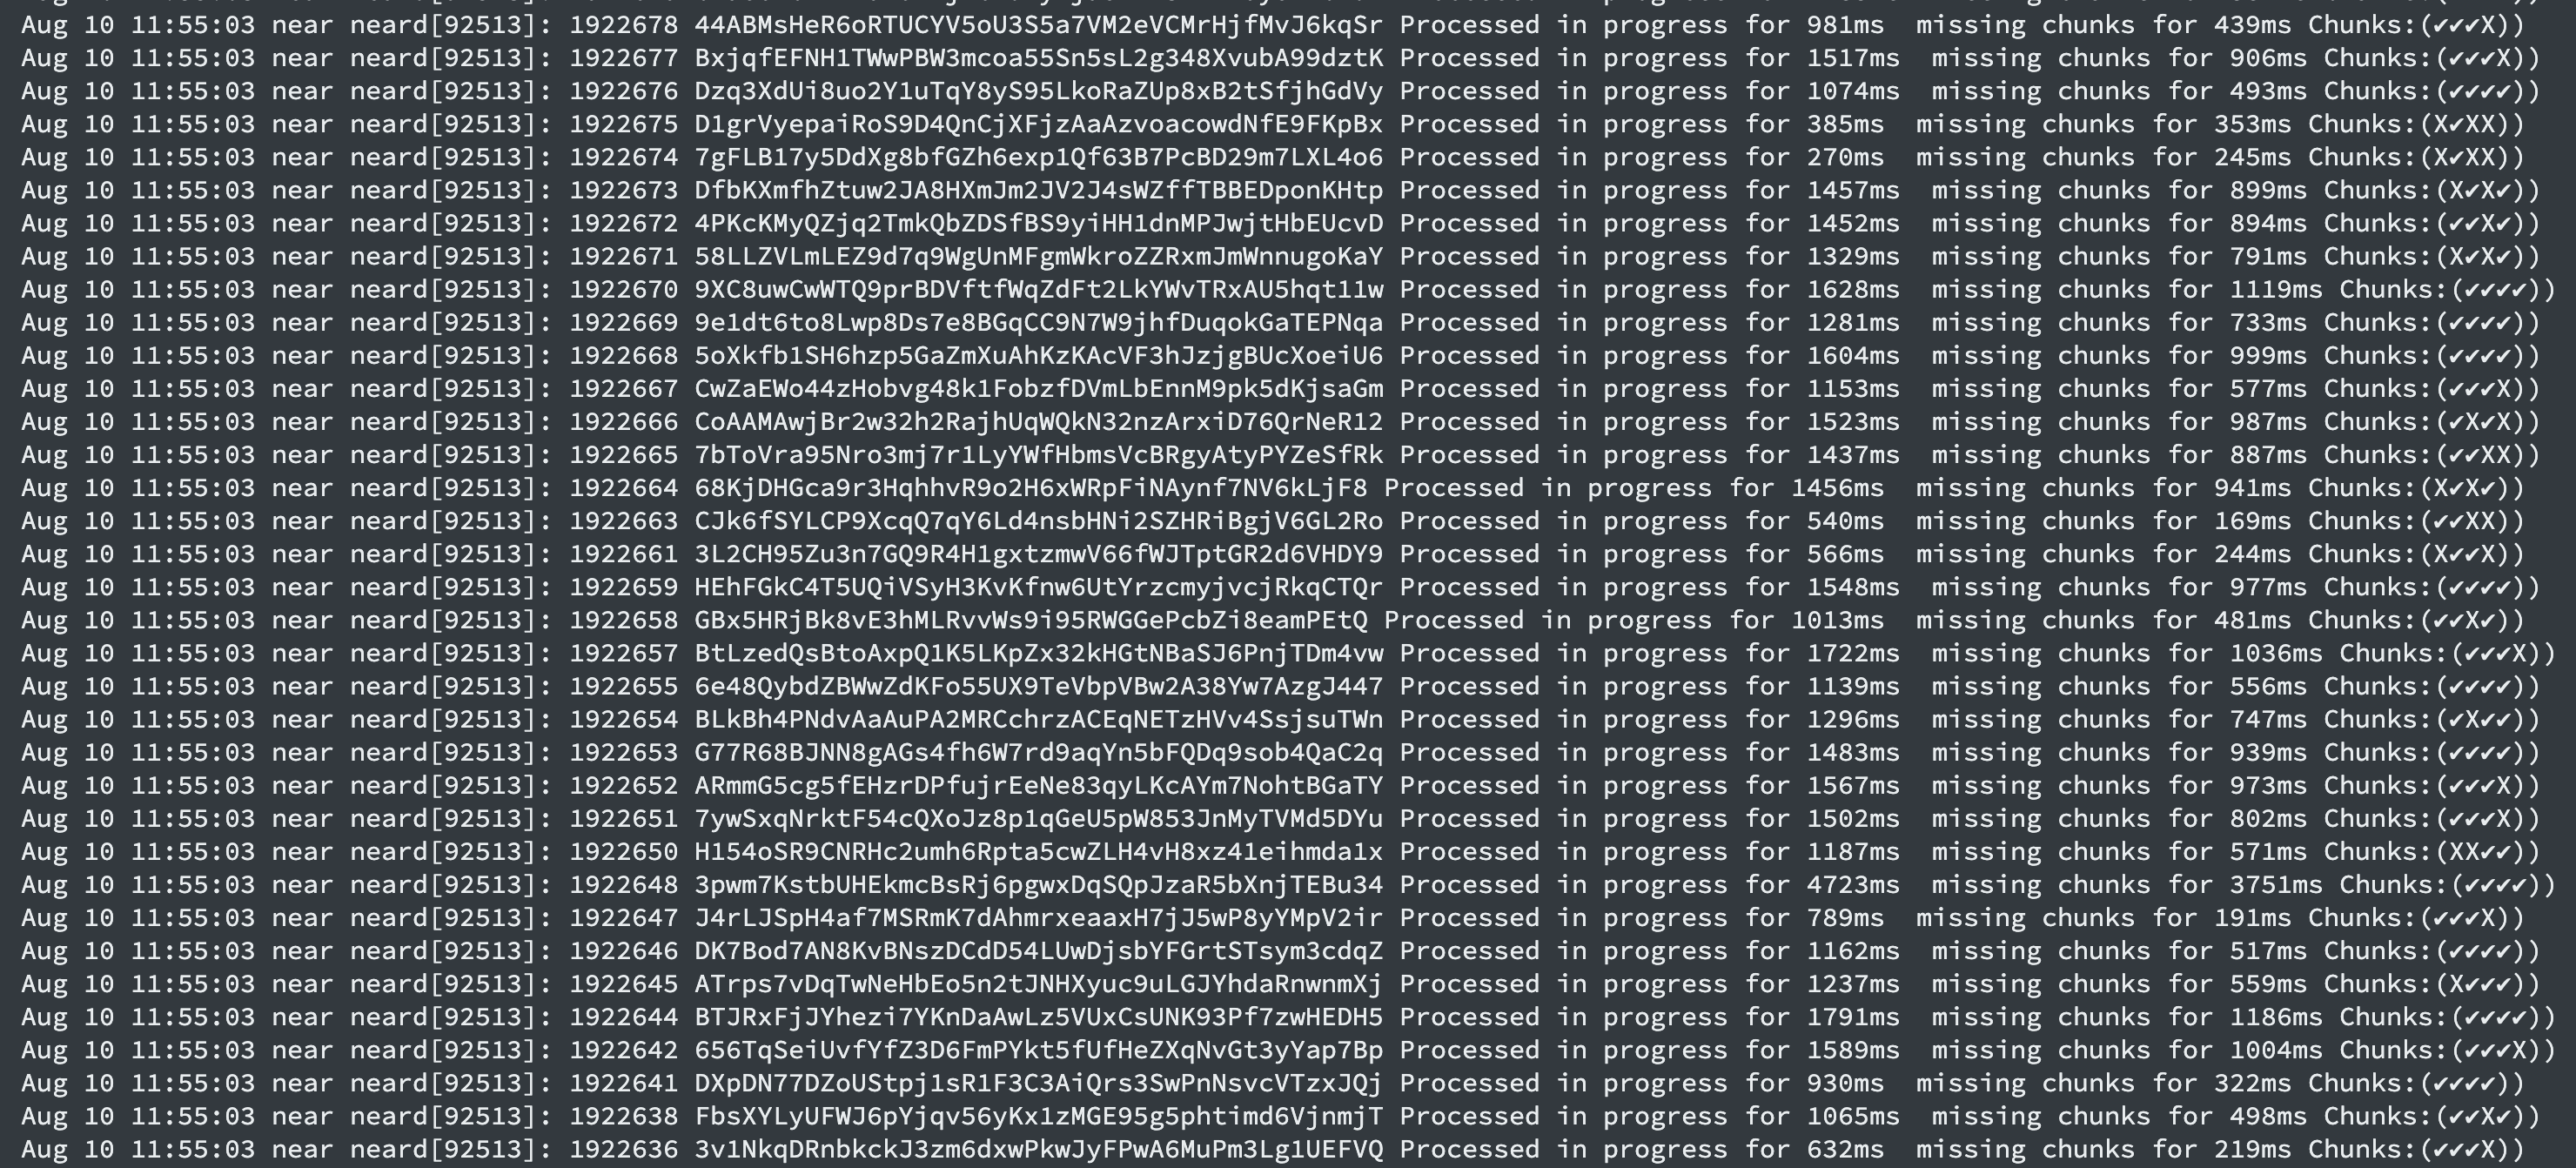 Aug 10 11:55:03 near neard[92513]: 1922678 44ABMsHeR6oRTUCYV5oU3S5a7VM2eVCMrHjfMvJ6kqSr Processed in progress for 981ms  missing chunks for 439ms Chunks:(✔✔✔X))
Aug 10 11:55:03 near neard[92513]: 1922677 BxjqfEFNH1TWwPBW3mcoa55Sn5sL2g348XvubA99dztK Processed in progress for 1517ms  missing chunks for 906ms Chunks:(✔✔✔X))
Aug 10 11:55:03 near neard[92513]: 1922676 Dzq3XdUi8uo2Y1uTqY8yS95LkoRaZUp8xB2tSfjhGdVy Processed in progress for 1074ms  missing chunks for 493ms Chunks:(✔✔✔✔))
Aug 10 11:55:03 near neard[92513]: 1922675 D1grVyepaiRoS9D4QnCjXFjzAaAzvoacowdNfE9FKpBx Processed in progress for 385ms  missing chunks for 353ms Chunks:(X✔XX))
Aug 10 11:55:03 near neard[92513]: 1922674 7gFLB17y5DdXg8bfGZh6exp1Qf63B7PcBD29m7LXL4o6 Processed in progress for 270ms  missing chunks for 245ms Chunks:(X✔XX))
Aug 10 11:55:03 near neard[92513]: 1922673 DfbKXmfhZtuw2JA8HXmJm2JV2J4sWZffTBBEDponKHtp Processed in progress for 1457ms  missing chunks for 899ms Chunks:(X✔X✔))
Aug 10 11:55:03 near neard[92513]: 1922672 4PKcKMyQZjq2TmkQbZDSfBS9yiHH1dnMPJwjtHbEUcvD Processed in progress for 1452ms  missing chunks for 894ms Chunks:(✔✔X✔))
Aug 10 11:55:03 near neard[92513]: 1922671 58LLZVLmLEZ9d7q9WgUnMFgmWkroZZRxmJmWnnugoKaY Processed in progress for 1329ms  missing chunks for 791ms Chunks:(X✔X✔))
Aug 10 11:55:03 near neard[92513]: 1922670 9XC8uwCwWTQ9prBDVftfWqZdFt2LkYWvTRxAU5hqt11w Processed in progress for 1628ms  missing chunks for 1119ms Chunks:(✔✔✔✔))
Aug 10 11:55:03 near neard[92513]: 1922669 9e1dt6to8Lwp8Ds7e8BGqCC9N7W9jhfDuqokGaTEPNqa Processed in progress for 1281ms  missing chunks for 733ms Chunks:(✔✔✔✔))
Aug 10 11:55:03 near neard[92513]: 1922668 5oXkfb1SH6hzp5GaZmXuAhKzKAcVF3hJzjgBUcXoeiU6 Processed in progress for 1604ms  missing chunks for 999ms Chunks:(✔✔✔✔))
Aug 10 11:55:03 near neard[92513]: 1922667 CwZaEWo44zHobvg48k1FobzfDVmLbEnnM9pk5dKjsaGm Processed in progress for 1153ms  missing chunks for 577ms Chunks:(✔✔✔X))
Aug 10 11:55:03 near neard[92513]: 1922666 CoAAMAwjBr2w32h2RajhUqWQkN32nzArxiD76QrNeR12 Processed in progress for 1523ms  missing chunks for 987ms Chunks:(✔X✔X))
Aug 10 11:55:03 near neard[92513]: 1922665 7bToVra95Nro3mj7r1LyYWfHbmsVcBRgyAtyPYZeSfRk Processed in progress for 1437ms  missing chunks for 887ms Chunks:(✔✔XX))
Aug 10 11:55:03 near neard[92513]: 1922664 68KjDHGca9r3HqhhvR9o2H6xWRpFiNAynf7NV6kLjF8 Processed in progress for 1456ms  missing chunks for 941ms Chunks:(X✔X✔))
Aug 10 11:55:03 near neard[92513]: 1922663 CJk6fSYLCP9XcqQ7qY6Ld4nsbHNi2SZHRiBgjV6GL2Ro Processed in progress for 540ms  missing chunks for 169ms Chunks:(✔✔XX))
Aug 10 11:55:03 near neard[92513]: 1922661 3L2CH95Zu3n7GQ9R4H1gxtzmwV66fWJTptGR2d6VHDY9 Processed in progress for 566ms  missing chunks for 244ms Chunks:(X✔✔X))
Aug 10 11:55:03 near neard[92513]: 1922659 HEhFGkC4T5UQiVSyH3KvKfnw6UtYrzcmyjvcjRkqCTQr Processed in progress for 1548ms  missing chunks for 977ms Chunks:(✔✔✔✔))
Aug 10 11:55:03 near neard[92513]: 1922658 GBx5HRjBk8vE3hMLRvvWs9i95RWGGePcbZi8eamPEtQ Processed in progress for 1013ms  missing chunks for 481ms Chunks:(✔✔X✔))
Aug 10 11:55:03 near neard[92513]: 1922657 BtLzedQsBtoAxpQ1K5LKpZx32kHGtNBaSJ6PnjTDm4vw Processed in progress for 1722ms  missing chunks for 1036ms Chunks:(✔✔✔X))
Aug 10 11:55:03 near neard[92513]: 1922655 6e48QybdZBWwZdKFo55UX9TeVbpVBw2A38Yw7AzgJ447 Processed in progress for 1139ms  missing chunks for 556ms Chunks:(✔✔✔✔))
Aug 10 11:55:03 near neard[92513]: 1922654 BLkBh4PNdvAaAuPA2MRCchrzACEqNETzHVv4SsjsuTWn Processed in progress for 1296ms  missing chunks for 747ms Chunks:(✔X✔✔))
Aug 10 11:55:03 near neard[92513]: 1922653 G77R68BJNN8gAGs4fh6W7rd9aqYn5bFQDq9sob4QaC2q Processed in progress for 1483ms  missing chunks for 939ms Chunks:(✔✔✔✔))
Aug 10 11:55:03 near neard[92513]: 1922652 ARmmG5cg5fEHzrDPfujrEeNe83qyLKcAYm7NohtBGaTY Processed in progress for 1567ms  missing chunks for 973ms Chunks:(✔✔✔X))
Aug 10 11:55:03 near neard[92513]: 1922651 7ywSxqNrktF54cQXoJz8p1qGeU5pW853JnMyTVMd5DYu Processed in progress for 1502ms  missing chunks for 802ms Chunks:(✔✔✔X))
Aug 10 11:55:03 near neard[92513]: 1922650 H154oSR9CNRHc2umh6Rpta5cwZLH4vH8xz41eihmda1x Processed in progress for 1187ms  missing chunks for 571ms Chunks:(XX✔✔))
Aug 10 11:55:03 near neard[92513]: 1922648 3pwm7KstbUHEkmcBsRj6pgwxDqSQpJzaR5bXnjTEBu34 Processed in progress for 4723ms  missing chunks for 3751ms Chunks:(✔✔✔✔))
Aug 10 11:55:03 near neard[92513]: 1922647 J4rLJSpH4af7MSRmK7dAhmrxeaaxH7jJ5wP8yYMpV2ir Processed in progress for 789ms  missing chunks for 191ms Chunks:(✔✔✔X))
Aug 10 11:55:03 near neard[92513]: 1922646 DK7Bod7AN8KvBNszDCdD54LUwDjsbYFGrtSTsym3cdqZ Processed in progress for 1162ms  missing chunks for 517ms Chunks:(✔✔✔✔))
Aug 10 11:55:03 near neard[92513]: 1922645 ATrps7vDqTwNeHbEo5n2tJNHXyuc9uLGJYhdaRnwnmXj Processed in progress for 1237ms  missing chunks for 559ms Chunks:(X✔✔✔))
Aug 10 11:55:03 near neard[92513]: 1922644 BTJRxFjJYhezi7YKnDaAwLz5VUxCsUNK93Pf7zwHEDH5 Processed in progress for 1791ms  missing chunks for 1186ms Chunks:(✔✔✔✔))
Aug 10 11:55:03 near neard[92513]: 1922642 656TqSeiUvfYfZ3D6FmPYkt5fUfHeZXqNvGt3yYap7Bp Processed in progress for 1589ms  missing chunks for 1004ms Chunks:(✔✔✔X))
Aug 10 11:55:03 near neard[92513]: 1922641 DXpDN77DZoUStpj1sR1F3C3AiQrs3SwPnNsvcVTzxJQj Processed in progress for 930ms  missing chunks for 322ms Chunks:(✔✔✔✔))
Aug 10 11:55:03 near neard[92513]: 1922638 FbsXYLyUFWJ6pYjqv56yKx1zMGE95g5phtimd6VjnmjT Processed in progress for 1065ms  missing chunks for 498ms Chunks:(✔✔X✔))
Aug 10 11:55:03 near neard[92513]: 1922636 3v1NkqDRnbkckJ3zm6dxwPkwJyFPwA6MuPm3Lg1UEFVQ Processed in progress for 632ms  missing chunks for 219ms Chunks:(✔✔✔X))